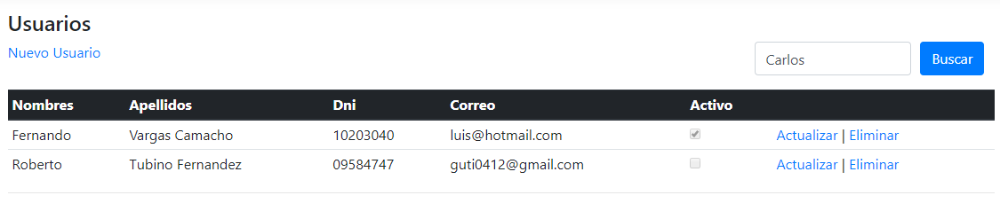 Usuarios
Nuevo Usuario
Carlos Buscar
Nombres Apellidos Dni Correo Activo
Fernando Vargas Camacho 10203040 luis@hotmail.com Actualizar | Eliminar
Roberto Tubino Fernandez 09584747 guti0412@gmail.com Actualizar | Eliminar